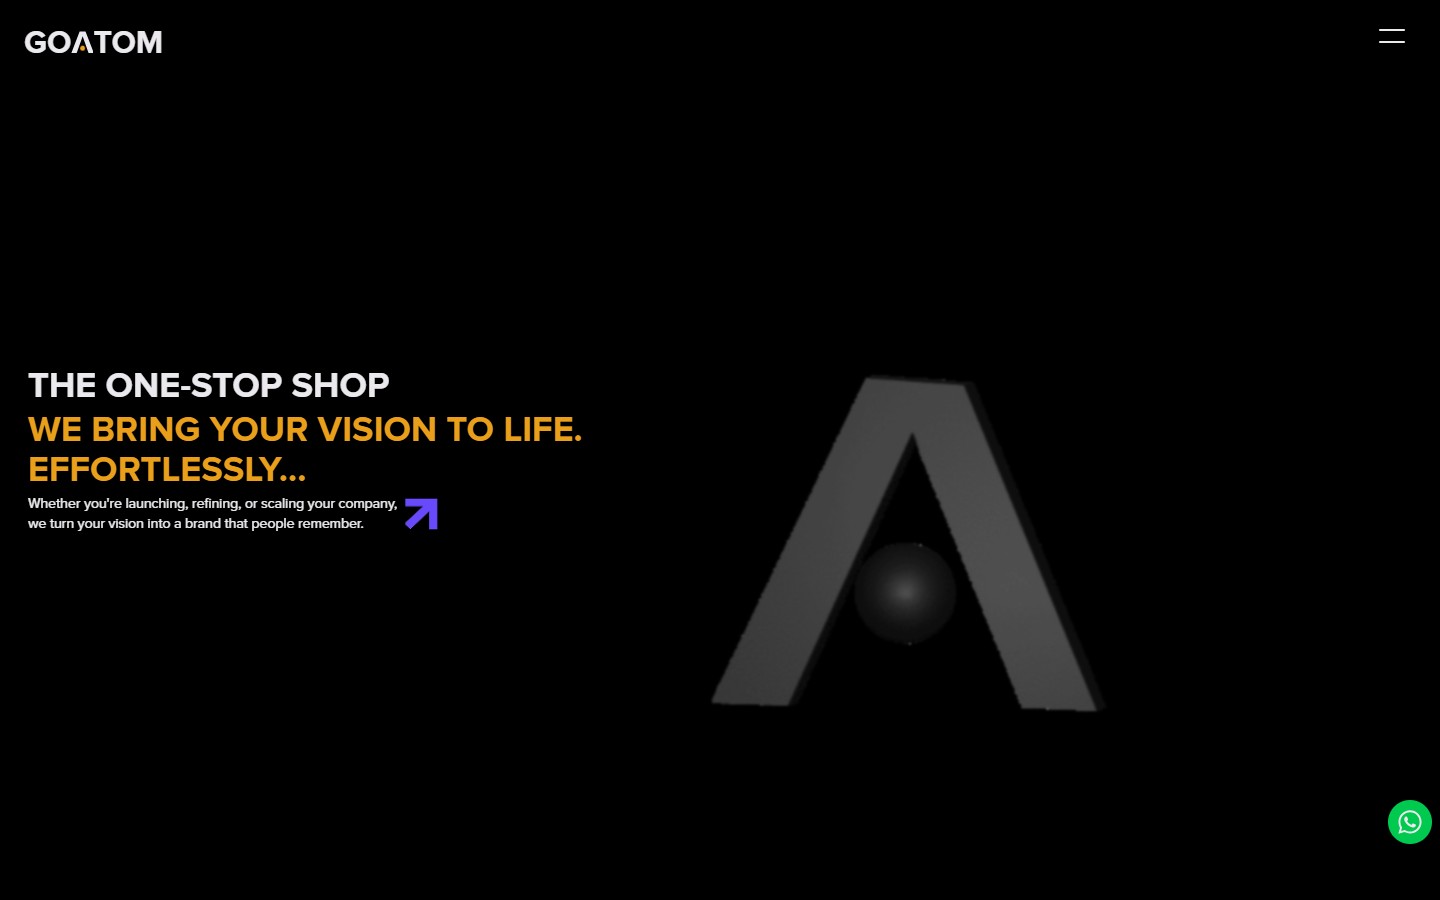 GOATOM
THE ONE-STOP SHOP
WE BRING YOUR VISION TO LIFE.
EFFORTLESSLY...
Whether you're launching, refining, or scaling your company,
we turn your vision into a brand that people remember.